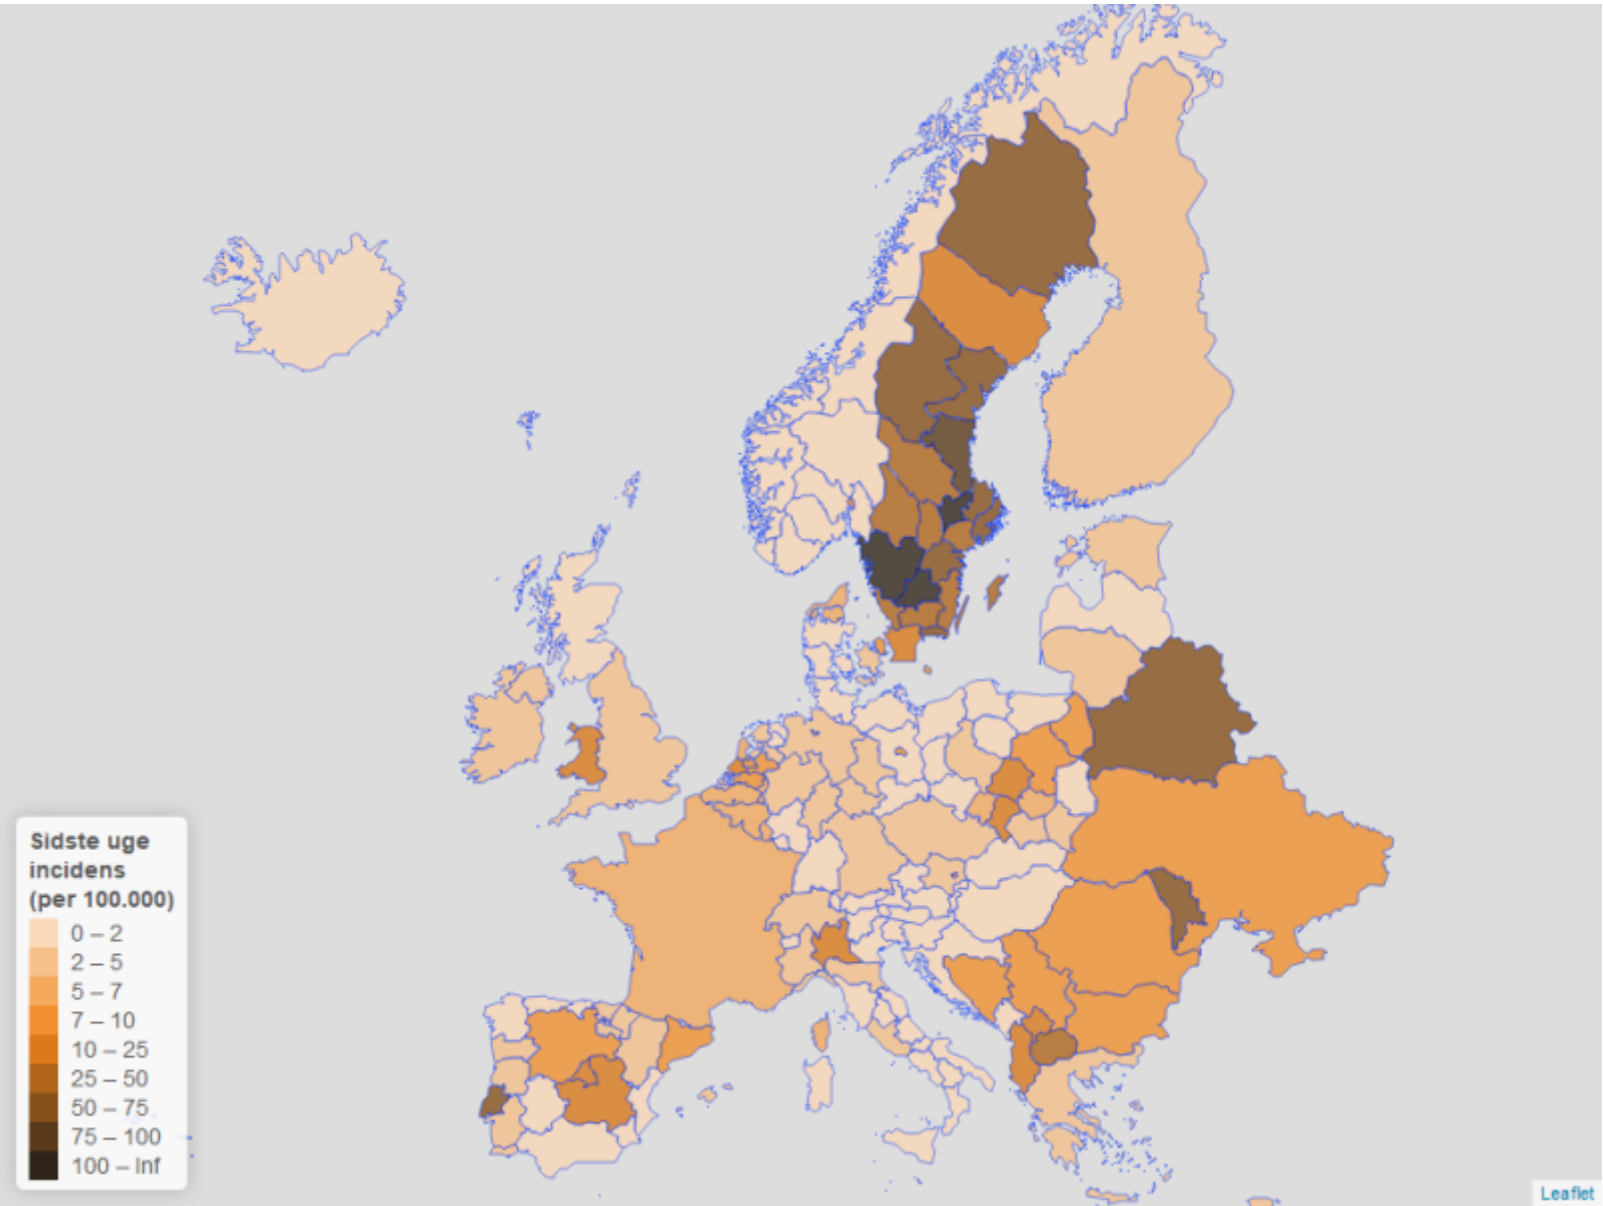 Sidste uge
incidens
(per 100.000)
0 – 2
2 – 5
5 – 7
7 – 10
10 – 25
25 – 50
50 – 75
75 – 100
100 – Inf
Leaflet